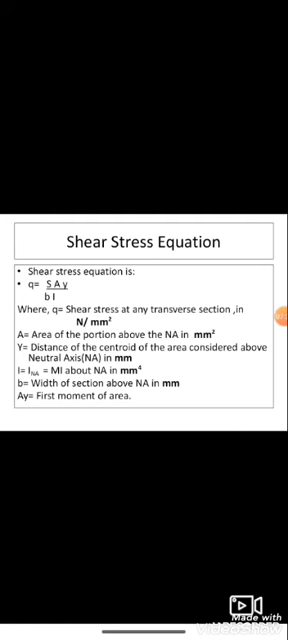 Shear Stress Equation
• Shear stress equation is:
• q= S A y
b I
Where, q= Shear stress at any transverse section ,in
N/ mm²
A= Area of the portion above the NA in mm²
Y= Distance of the centroid of the area considered above
Neutral Axis(NA) in mm
I= I_NA = MI about NA in mm⁴
b= Width of section above NA in mm
Ay= First moment of area.
Made with